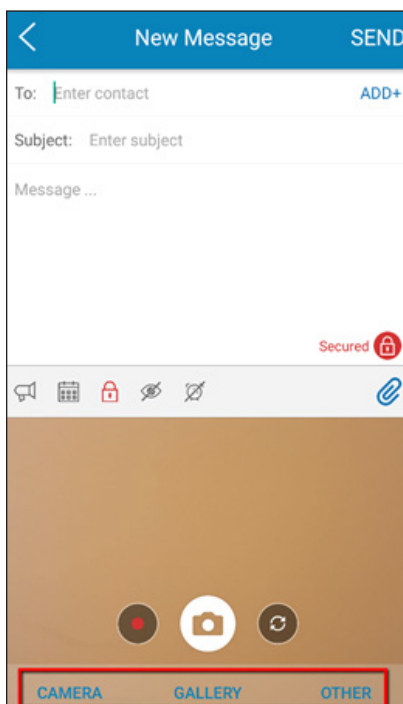 New Message SEND
To: Enter contact ADD+
Subject: Enter subject
Message ...
Secured
CAMERA GALLERY OTHER